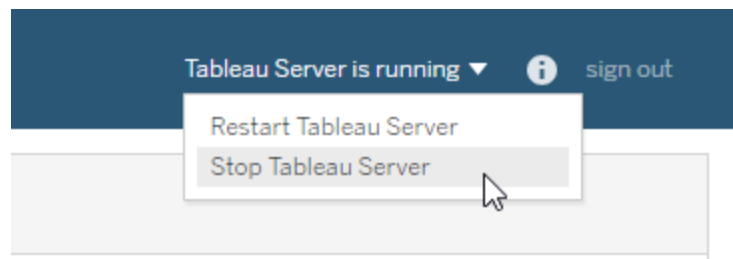 Tableau Server is running sign out
Restart Tableau Server
Stop Tableau Server